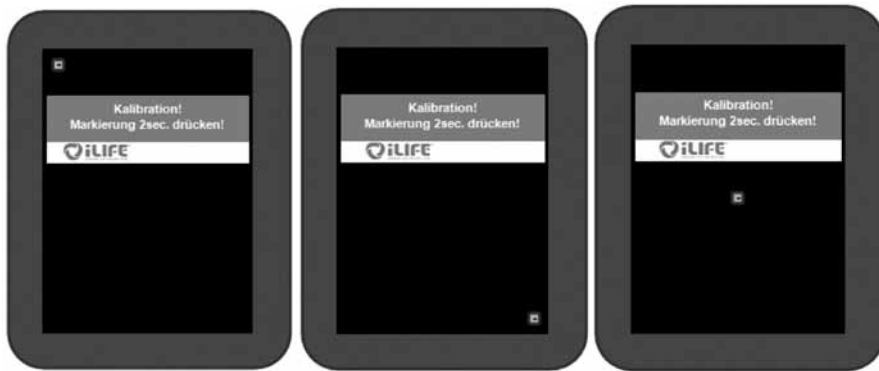 Kalibration!
Markierung 2sec. drücken!
iLIFE
Kalibration!
Markierung 2sec. drücken!
iLIFE
Kalibration!
Markierung 2sec. drücken!
iLIFE